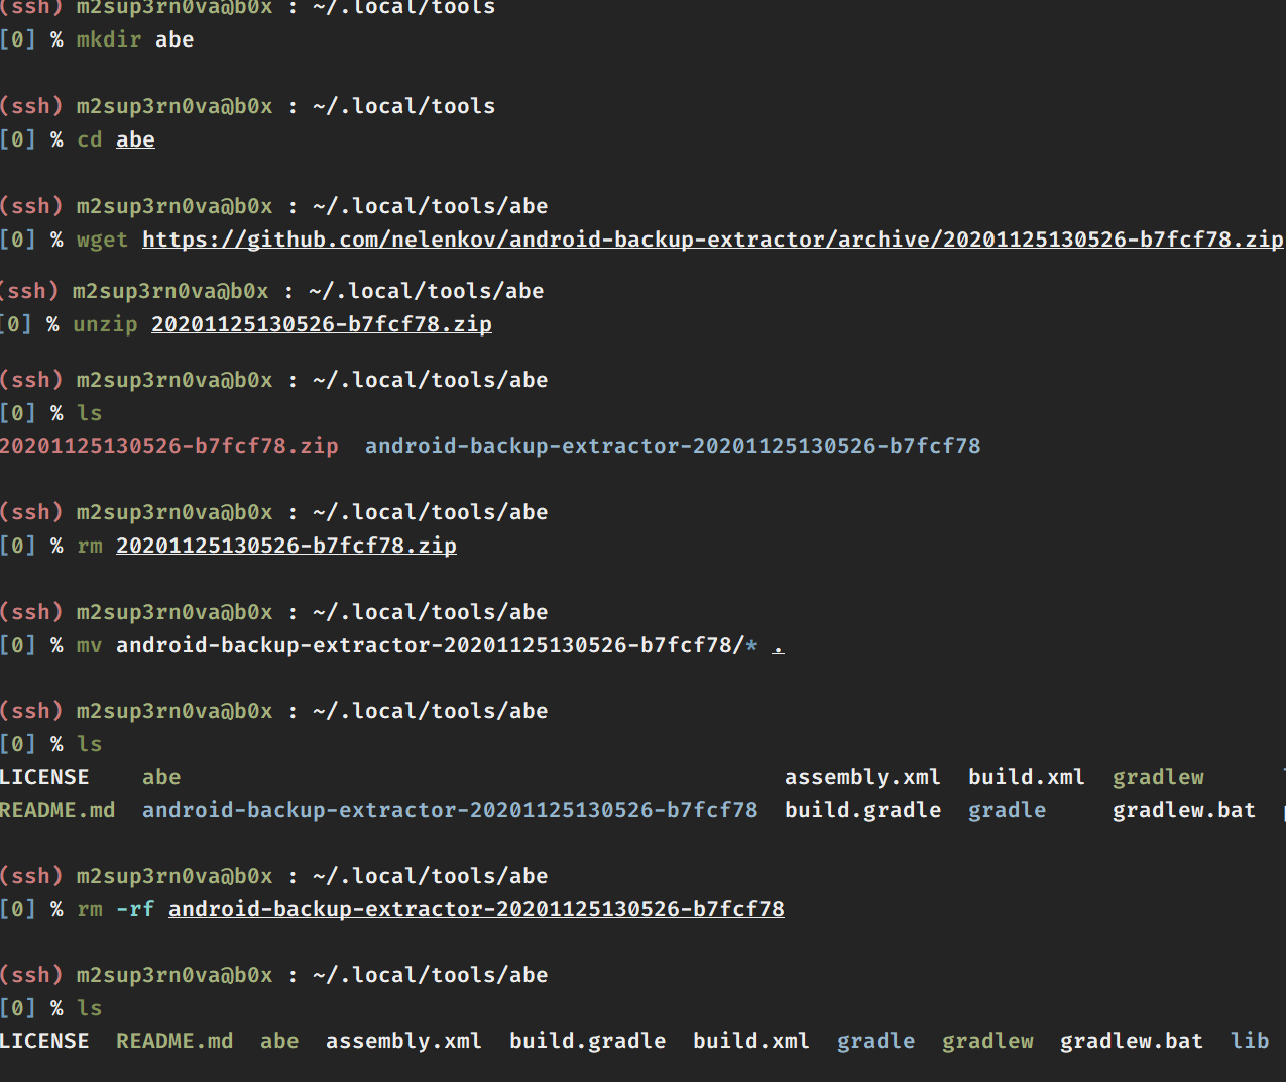 (ssh) m2sup3rn0va@b0x : ~/.local/tools
[0] % mkdir abe
(ssh) m2sup3rn0va@b0x : ~/.local/tools
[0] % cd abe
(ssh) m2sup3rn0va@b0x : ~/.local/tools/abe
[0] % wget https://github.com/nelenkov/android-backup-extractor/archive/20201125130526-b7fcf78.zip
(ssh) m2sup3rn0va@b0x : ~/.local/tools/abe
[0] % unzip 20201125130526-b7fcf78.zip
(ssh) m2sup3rn0va@b0x : ~/.local/tools/abe
[0] % ls
20201125130526-b7fcf78.zip  android-backup-extractor-20201125130526-b7fcf78
(ssh) m2sup3rn0va@b0x : ~/.local/tools/abe
[0] % rm 20201125130526-b7fcf78.zip
(ssh) m2sup3rn0va@b0x : ~/.local/tools/abe
[0] % mv android-backup-extractor-20201125130526-b7fcf78/* .
(ssh) m2sup3rn0va@b0x : ~/.local/tools/abe
[0] % ls
LICENSE    abe    assembly.xml  build.xml  gradlew
README.md  android-backup-extractor-20201125130526-b7fcf78  build.gradle  gradle     gradlew.bat
(ssh) m2sup3rn0va@b0x : ~/.local/tools/abe
[0] % rm -rf android-backup-extractor-20201125130526-b7fcf78
(ssh) m2sup3rn0va@b0x : ~/.local/tools/abe
[0] % ls
LICENSE  README.md  abe  assembly.xml  build.gradle  build.xml  gradle  gradlew  gradlew.bat  lib